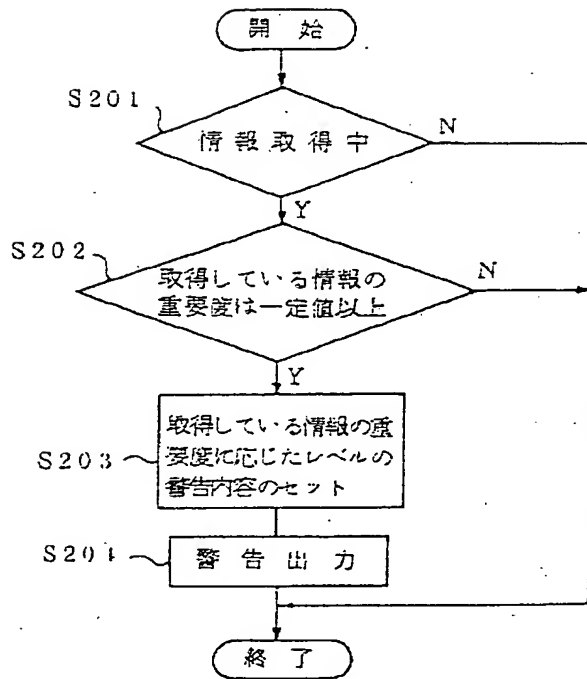 開始
S201
情報取得中
N
Y
S202
取得している情報の
重要度は一定値以上
N
Y
S203
取得している情報の重
要度に応じたレベルの
警告内容のセット
S204
警告出力
終了